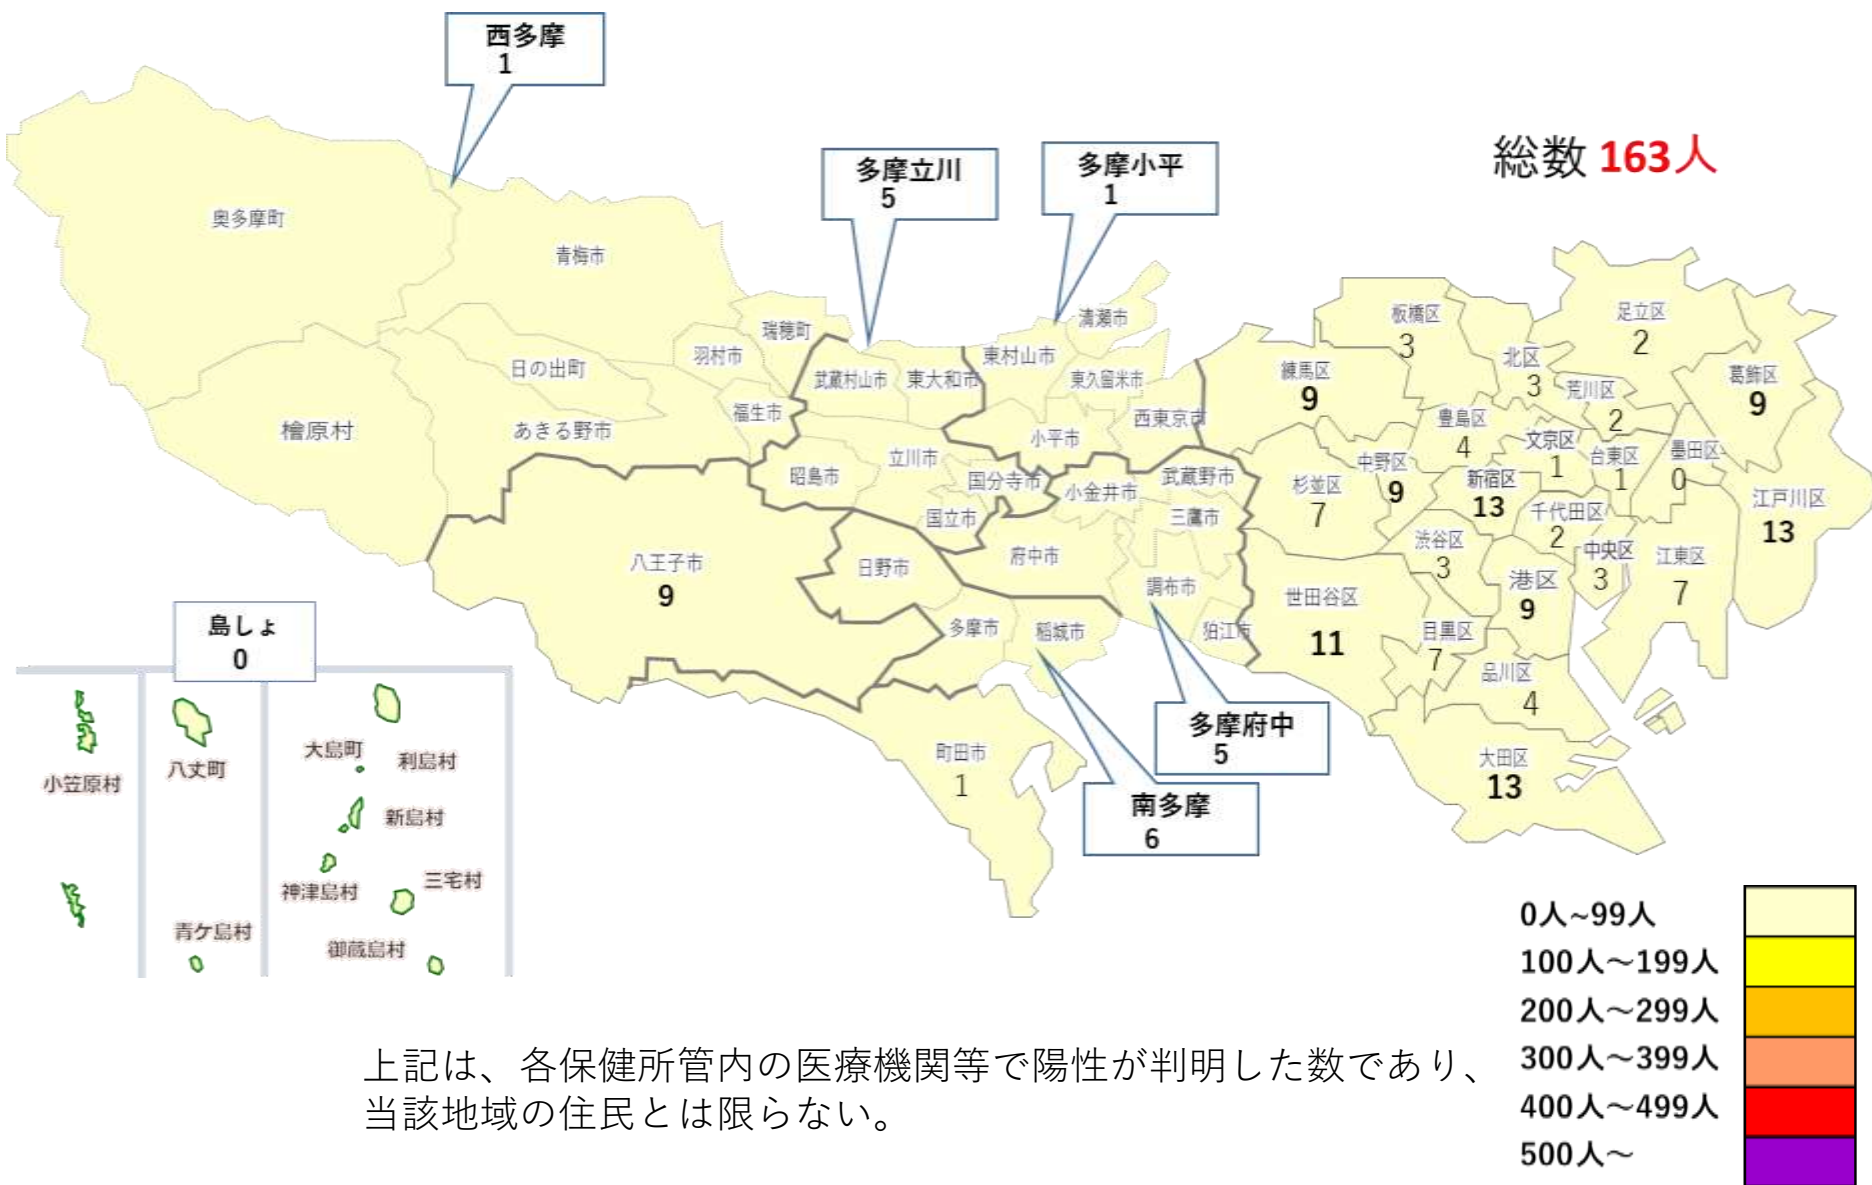 西多摩
1
多摩立川
5
多摩小平
1
総数 163人
奥多摩町
青梅市
瑞穂町
羽村市
日の出町
福生市
檜原村
あきる野市
武蔵村山市
東大和市
東村山市
清瀬市
東久留米市
西東京市
小平市
昭島市
立川市
国分寺市
国立市
小金井市
武蔵野市
三鷹市
府中市
調布市
狛江市
八王子市
9
日野市
多摩市
稲城市
町田市
1
多摩府中
5
南多摩
6
板橋区
3
北区
3
足立区
2
葛飾区
9
練馬区
9
荒川区
2
豊島区
4
文京区
1
台東区
1
墨田区
0
中野区
9
杉並区
7
新宿区
13
千代田区
2
江戸川区
13
渋谷区
3
中央区
3
江東区
7
港区
9
世田谷区
11
目黒区
7
品川区
4
大田区
13
島しょ
0
小笠原村
八丈町
青ケ島村
大島町
利島村
新島村
神津島村
三宅村
御蔵島村
0人~99人
100人～199人
200人～299人
300人～399人
400人～499人
500人～
上記は、各保健所管内の医療機関等で陽性が判明した数であり、
当該地域の住民とは限らない。